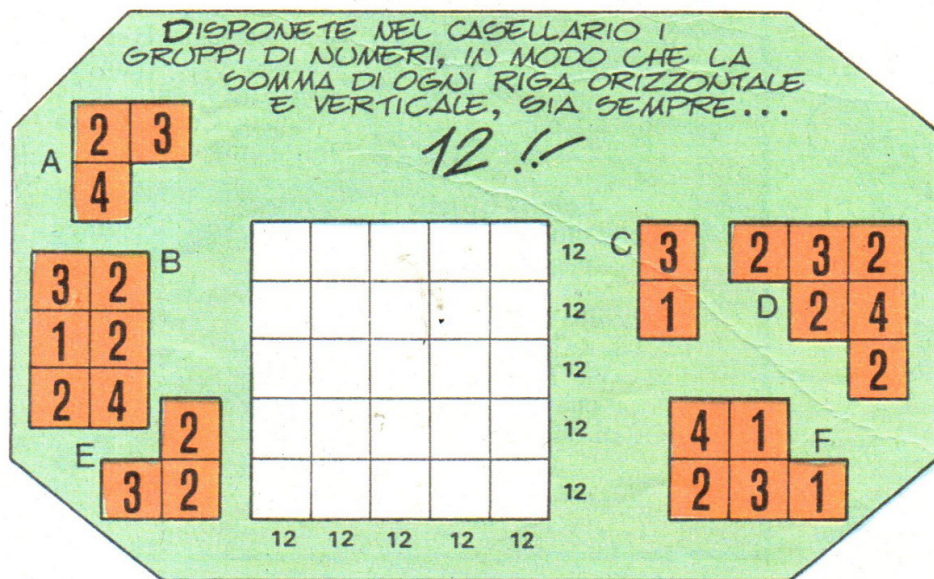 DISPONETE NEL CASELLARIO I
GRUPPI DI NUMERI, IN MODO CHE LA
SOMMA DI OGNI RIGA ORIZZONTALE
E VERTICALE, SIA SEMPRE...
12 !!
A
2 3
4
B
3 2
1 2
2 4
E
2
3 2
12
12
12
12
12
12 12 12 12 12
C
3
1
D
2 3 2
2 4
2
F
4 1
2 3 1